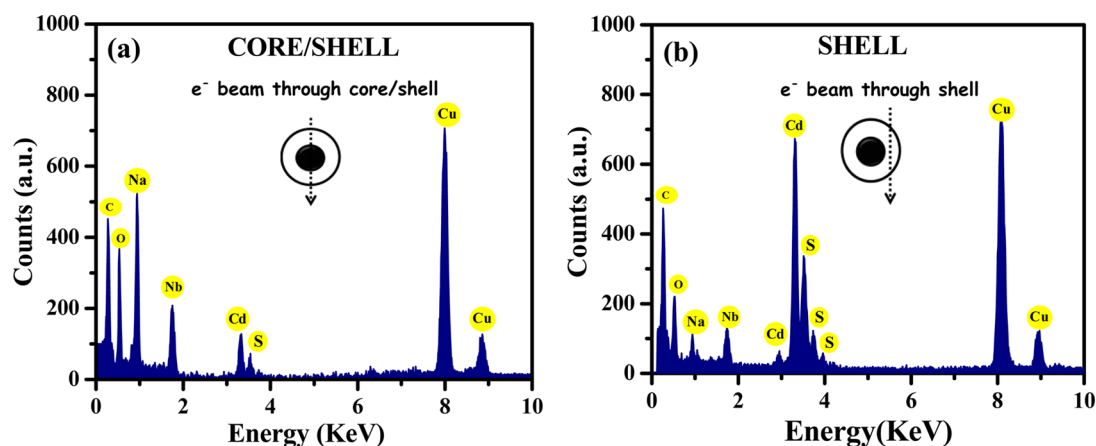 (a) CORE/SHELL
e⁻ beam through core/shell
Counts (a.u.)
1000
800
600
400
200
0
C
O
Na
Nb
Cd
S
Cu
Cu
0 2 4 6 8 10
Energy (KeV)
(b) SHELL
e⁻ beam through shell
Counts (a.u.)
1000
800
600
400
200
0
C
O
Na
Nb
Cd
Cd
S
S
S
Cu
Cu
0 2 4 6 8 10
Energy(KeV)